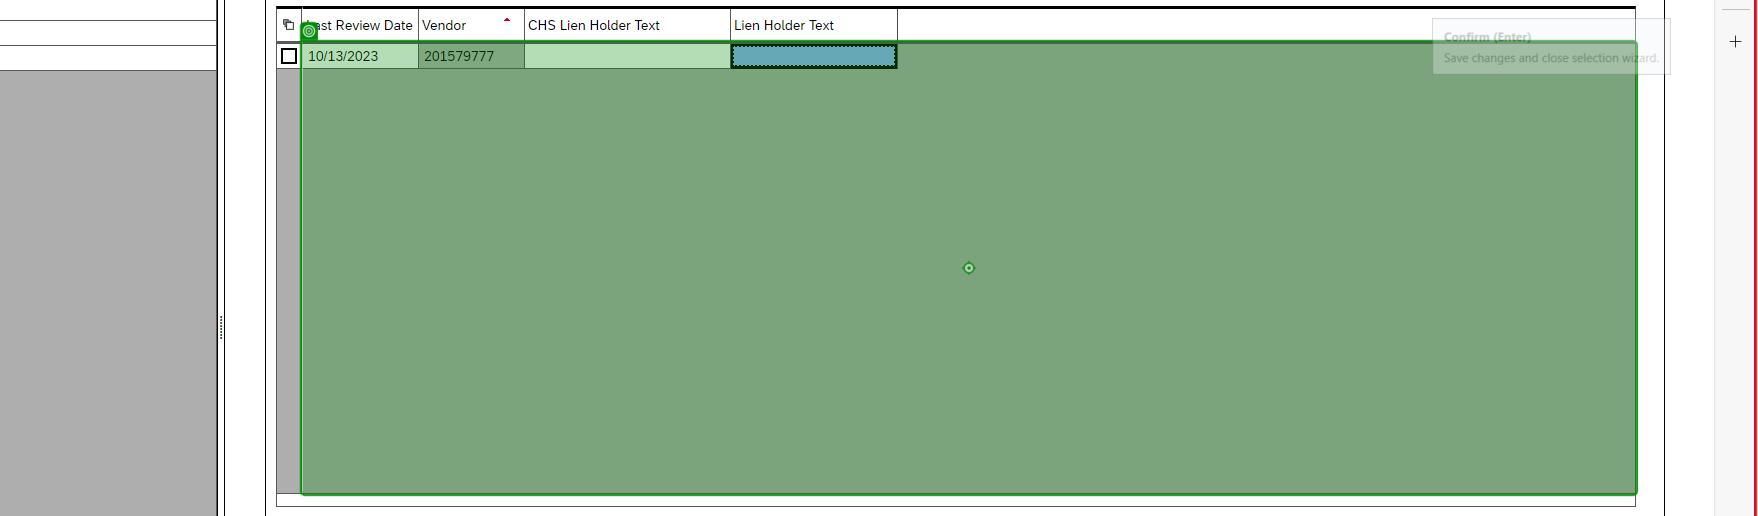 Last Review Date Vendor CHS Lien Holder Text Lien Holder Text
10/13/2023 201579777
Confirm (Enter)
Save changes and close selection wizard.